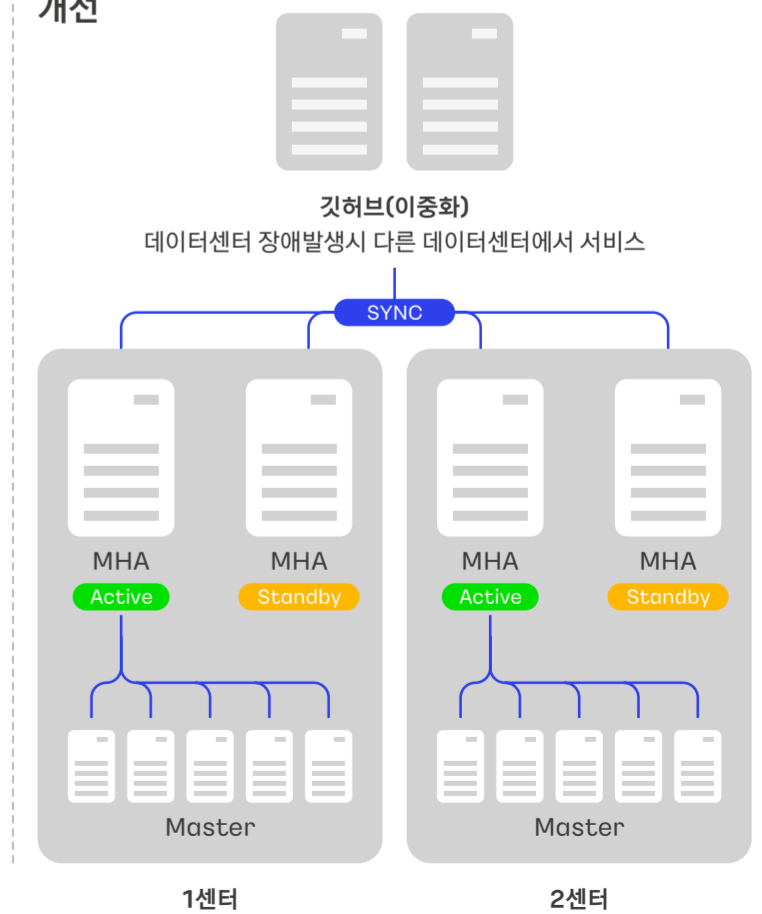 개선
깃허브(이중화)
데이터센터 장애발생시 다른 데이터센터에서 서비스
SYNC
MHA MHA MHA MHA
Active Standby Active Standby
Master Master
1센터 2센터